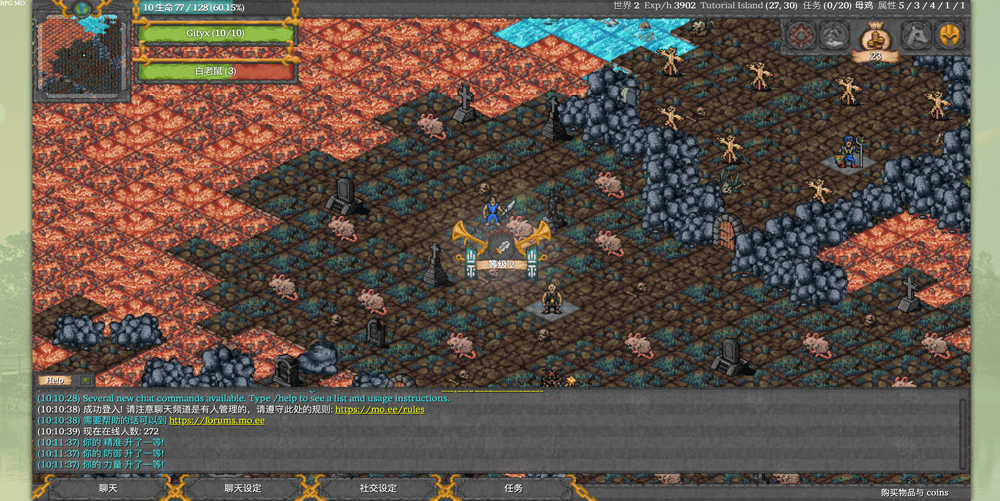 RPG MO
10 生命 77 / 128 (60.15%)
世界 2 Exp/h 3902 Tutorial Island (27, 30) 任务 (0/20) 母鸡 属性 5 / 3 / 4 / 1 / 1
Gityx (10/10)
白老鼠 (3)
23
等级 2
Help
(10:10:28) Several new chat commands available. Type /help to see a list and usage instructions.
(10:10:38) 成功登入! 请注意聊天频道是有人管理的，请遵守此处的规则: https://mo.ee/rules
(10:10:38) 需要帮助的话可以到 https://forums.mo.ee
(10:10:39) 现在在线人数: 272
(10:11:37) 你的 精准 升了一等!
(10:11:37) 你的 防御 升了一等!
(10:11:37) 你的 力量 升了一等!
聊天
聊天设定
社交设定
任务
购买物品与 coins